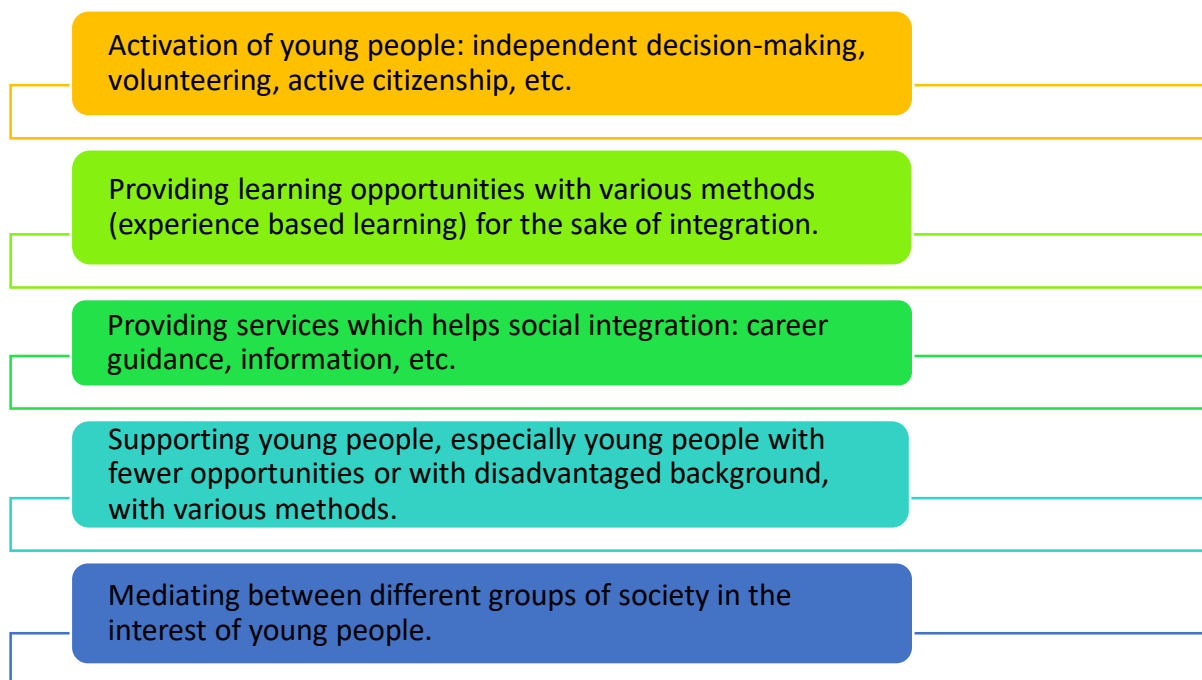 Activation of young people: independent decision-making,
volunteering, active citizenship, etc.
Providing learning opportunities with various methods
(experience based learning) for the sake of integration.
Providing services which helps social integration: career
guidance, information, etc.
Supporting young people, especially young people with
fewer opportunities or with disadvantaged background,
with various methods.
Mediating between different groups of society in the
interest of young people.